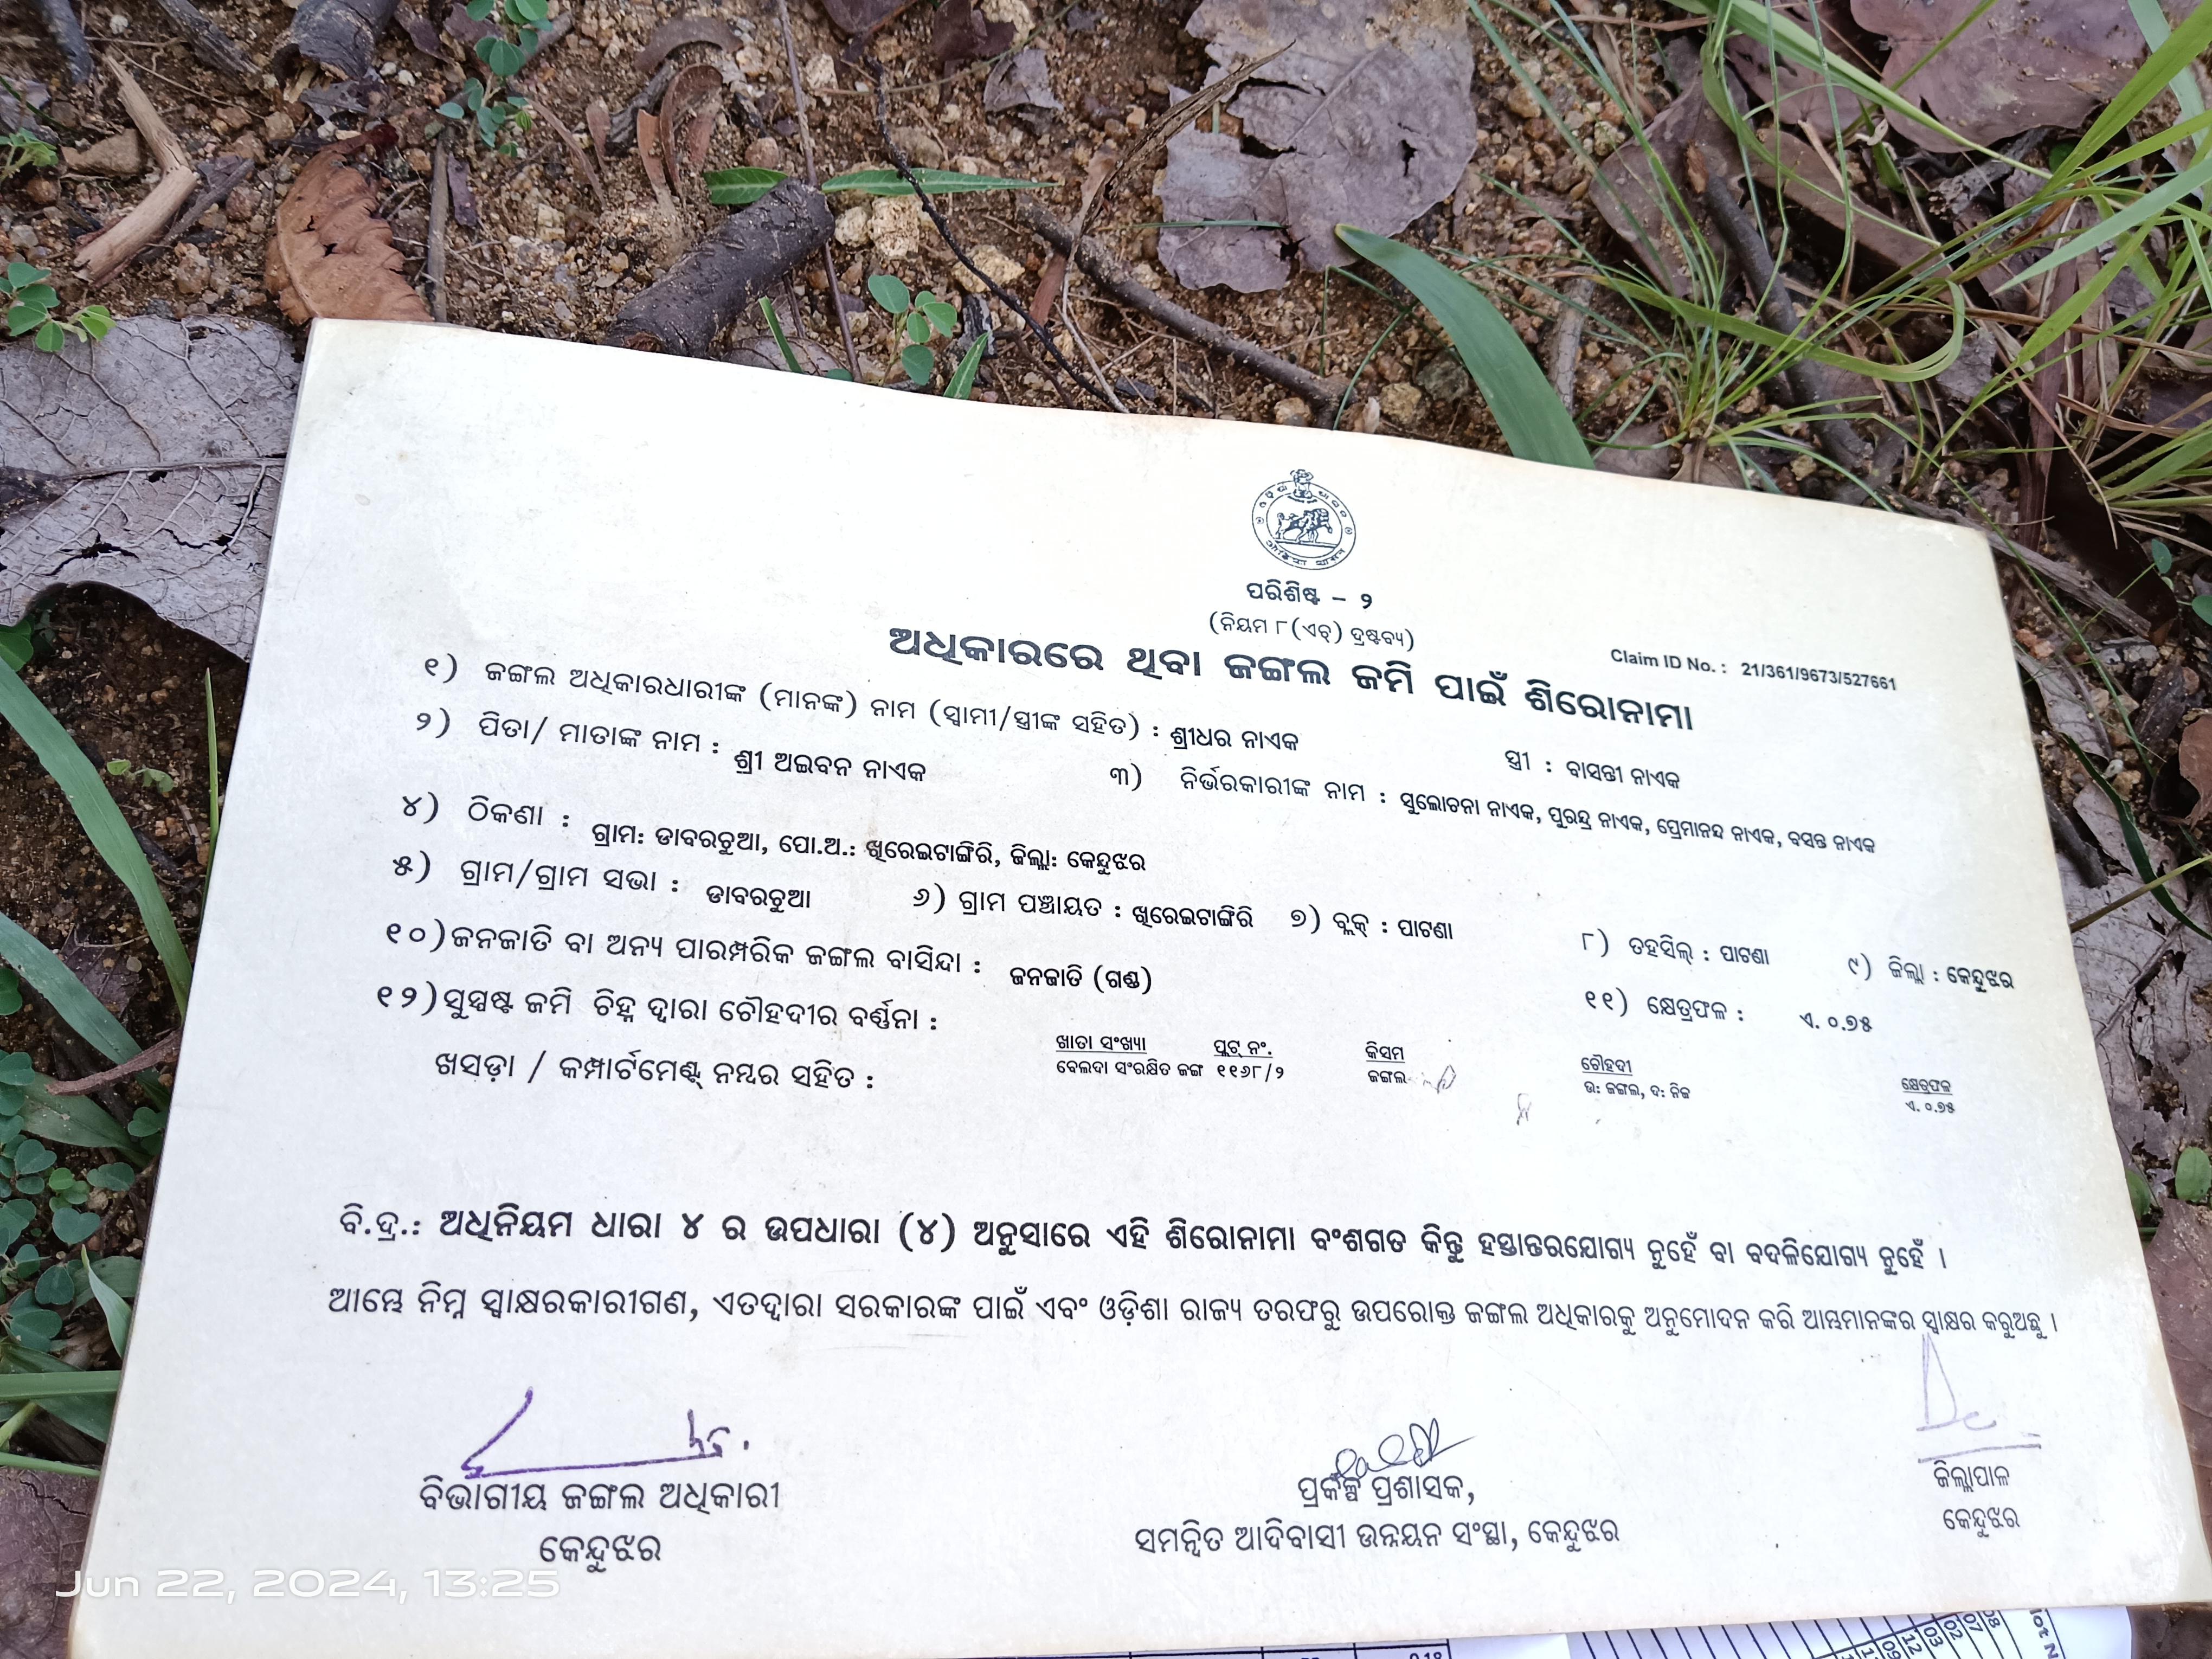 ପରିଶିଷ୍ଟ – ୨
(ନିୟମ ୮(ଏଚ୍) ଦ୍ରଷ୍ଟବ୍ୟ)
Claim ID No. : 21/361/9673/527661
ଅଧିକାରରେ ଥିବା ଜଙ୍ଗଲ ଜମି ପାଇଁ ଶିରୋନାମା
୧) ଜଙ୍ଗଲ ଅଧିକାରଧାରୀଙ୍କ (ମାନଙ୍କ) ନାମ (ସ୍ୱାମୀ/ସ୍ତ୍ରୀଙ୍କ ସହିତ) : ଶ୍ରୀଧର ନାଏକ ସ୍ତ୍ରୀ : ବାସନ୍ତୀ ନାଏକ
୨) ପିତା/ ମାତାଙ୍କ ନାମ : ଶ୍ରୀ ଅଇବନ ନାଏକ ୩) ନିର୍ଭରକାରୀଙ୍କ ନାମ : ସୁଲୋଚନା ନାଏକ, ପୁରନ୍ଦ୍ର ନାଏକ, ପ୍ରେମାନନ୍ଦ ନାଏକ, ବସନ୍ତ ନାଏକ
୪) ଠିକଣା : ଗ୍ରାମ: ଡାବରଚୁଆ, ପୋ.ଅ.: ଖିରେଇଟାଙ୍ଗିରି, ଜିଲ୍ଲା: କେନ୍ଦୁଝର
୫) ଗ୍ରାମ/ଗ୍ରାମ ସଭା : ଡାବରଚୁଆ ୬) ଗ୍ରାମ ପଞ୍ଚାୟତ : ଖିରେଇଟାଙ୍ଗିରି ୭) ବ୍ଲକ୍ : ପାଟଣା ୮) ତହସିଲ୍ : ପାଟଣା ୯) ଜିଲ୍ଲା : କେନ୍ଦୁଝର
୧୦) ଜନଜାତି ବା ଅନ୍ୟ ପାରମ୍ପରିକ ଜଙ୍ଗଲ ବାସିନ୍ଦା : ଜନଜାତି (ଗଣ୍ଡ) ୧୧) କ୍ଷେତ୍ରଫଳ : ଏ. ୦.୭୫
୧୨) ସୁସ୍ପଷ୍ଟ ଜମି ଚିହ୍ନ ଦ୍ୱାରା ଚୌହଦୀର ବର୍ଣ୍ଣନା :
ଖାତା ସଂଖ୍ୟା ପ୍ଲଟ୍ ନଂ. କିସମ ଚୌହଦୀ କ୍ଷେତ୍ରଫଳ
ଖସଡ଼ା / କମ୍ପାର୍ଟମେଣ୍ଟ ନମ୍ବର ସହିତ : ବେଲଦା ସଂରକ୍ଷିତ ଜଙ୍ଗ ୧୧୬୮/୨ ଜଙ୍ଗଲ ଉ: ଜଙ୍ଗଲ, ଦ: ନିଜ ଏ. ୦.୭୫
ବି.ଦ୍ର.: ଅଧିନିୟମ ଧାରା ୪ ର ଉପଧାରା (୪) ଅନୁସାରେ ଏହି ଶିରୋନାମା ବଂଶଗତ କିନ୍ତୁ ହସ୍ତାନ୍ତରଯୋଗ୍ୟ ନୁହେଁ ବା ବଦଳିଯୋଗ୍ୟ ନୁହେଁ ।
ଆମ୍ଭେ ନିମ୍ନ ସ୍ୱାକ୍ଷରକାରୀଗଣ, ଏତଦ୍ୱାରା ସରକାରଙ୍କ ପାଇଁ ଏବଂ ଓଡ଼ିଶା ରାଜ୍ୟ ତରଫରୁ ଉପରୋକ୍ତ ଜଙ୍ଗଲ ଅଧିକାରକୁ ଅନୁମୋଦନ କରି ଆମ୍ଭମାନଙ୍କର ସ୍ୱାକ୍ଷର କରୁଅଛୁ ।
ବିଭାଗୀୟ ଜଙ୍ଗଲ ଅଧିକାରୀ
କେନ୍ଦୁଝର
ପ୍ରକଳ୍ପ ପ୍ରଶାସକ,
ସମନ୍ୱିତ ଆଦିବାସୀ ଉନ୍ନୟନ ସଂସ୍ଥା, କେନ୍ଦୁଝର
ଜିଲ୍ଲାପାଳ
କେନ୍ଦୁଝର
Jun 22, 2024, 13:25